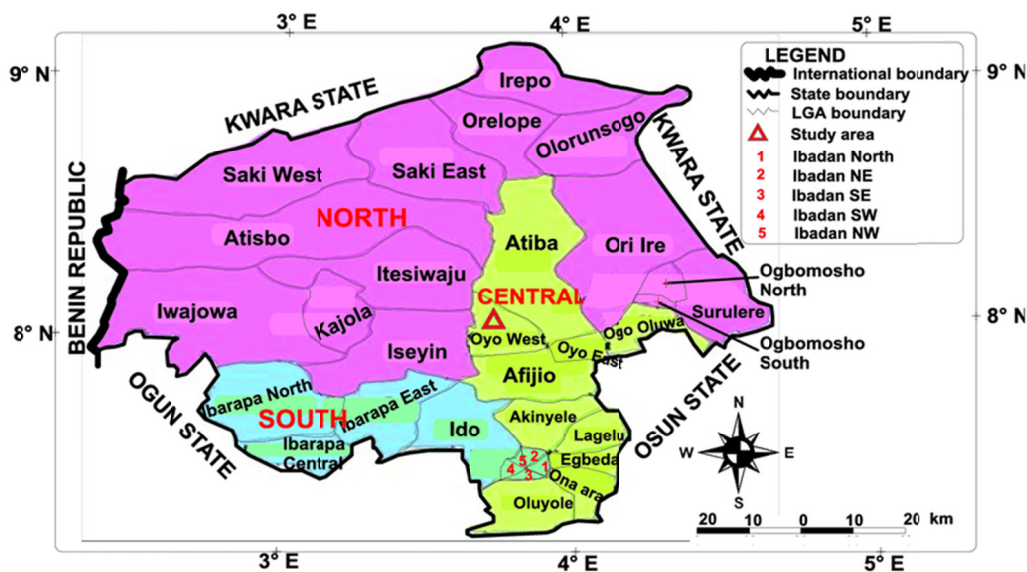 3° E
4° E
5° E
9° N
9° N
LEGEND
International boundary
State boundary
LGA boundary
Study area
1 Ibadan North
2 Ibadan NE
3 Ibadan SE
4 Ibadan SW
5 Ibadan NW
KWARA STATE
Irepo
Orelope
Olorunsogo
Saki West
Saki East
KWARA STATE
BENIN REPUBLIC
NORTH
Atisbo
Atiba
Ori Ire
Itesiwaju
Ogbomosho
North
CENTRAL
Iwajowa
Kajola
Surulere
8° N
8° N
Oyo West
Ogo Oluwa
Iseyin
Oyo East
Ogbomosho
South
Afijio
OGUN STATE
Ibarapa North
Ibarapa East
SOUTH
OSUN STATE
Akinyele
Ido
Lagelu
Ibarapa
Central
Egbeda
5 2
4 1
3
Ona ara
Oluyole
N
W E
S
20 10 0 10 20 km
3° E
4° E
5° E